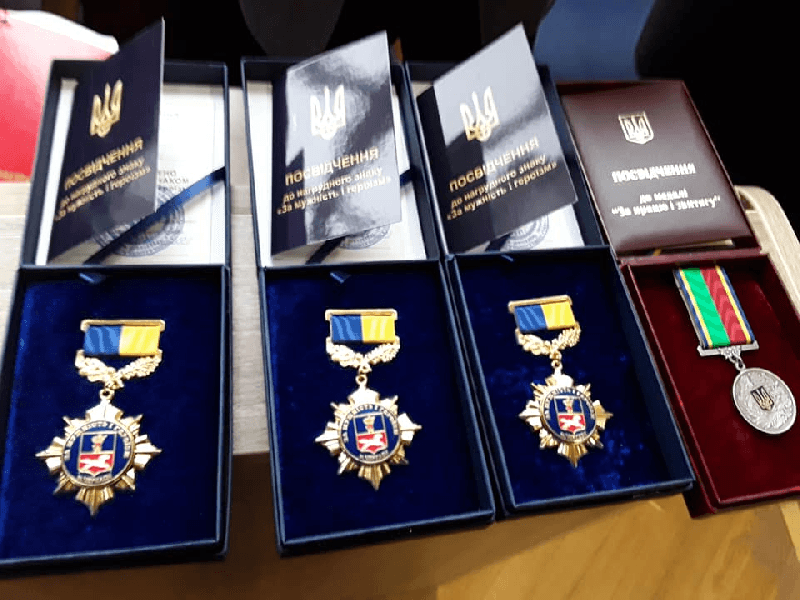 ПОСВІДЧЕННЯ
до нагрудного знаку
«За мужність і героїзм»
ПОСВІДЧЕННЯ
до нагрудного знаку
«За мужність і героїзм»
ПОСВІДЧЕННЯ
до нагрудного знаку
«За мужність і героїзм»
ПОСВІДЧЕННЯ
до медалі
"За працю і звитягу"